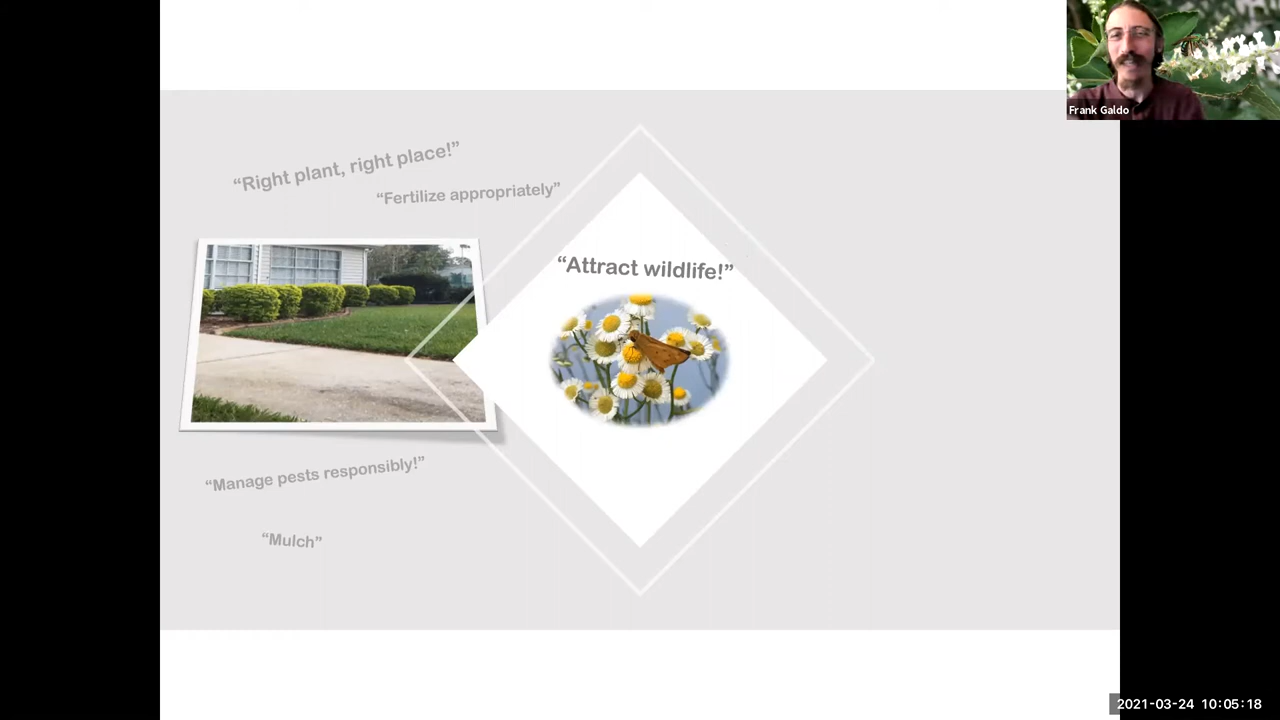 Frank Galdo
“Right plant, right place!”
“Fertilize appropriately”
“Attract wildlife!”
“Manage pests responsibly!”
“Mulch”
2021-03-24 10:05:18